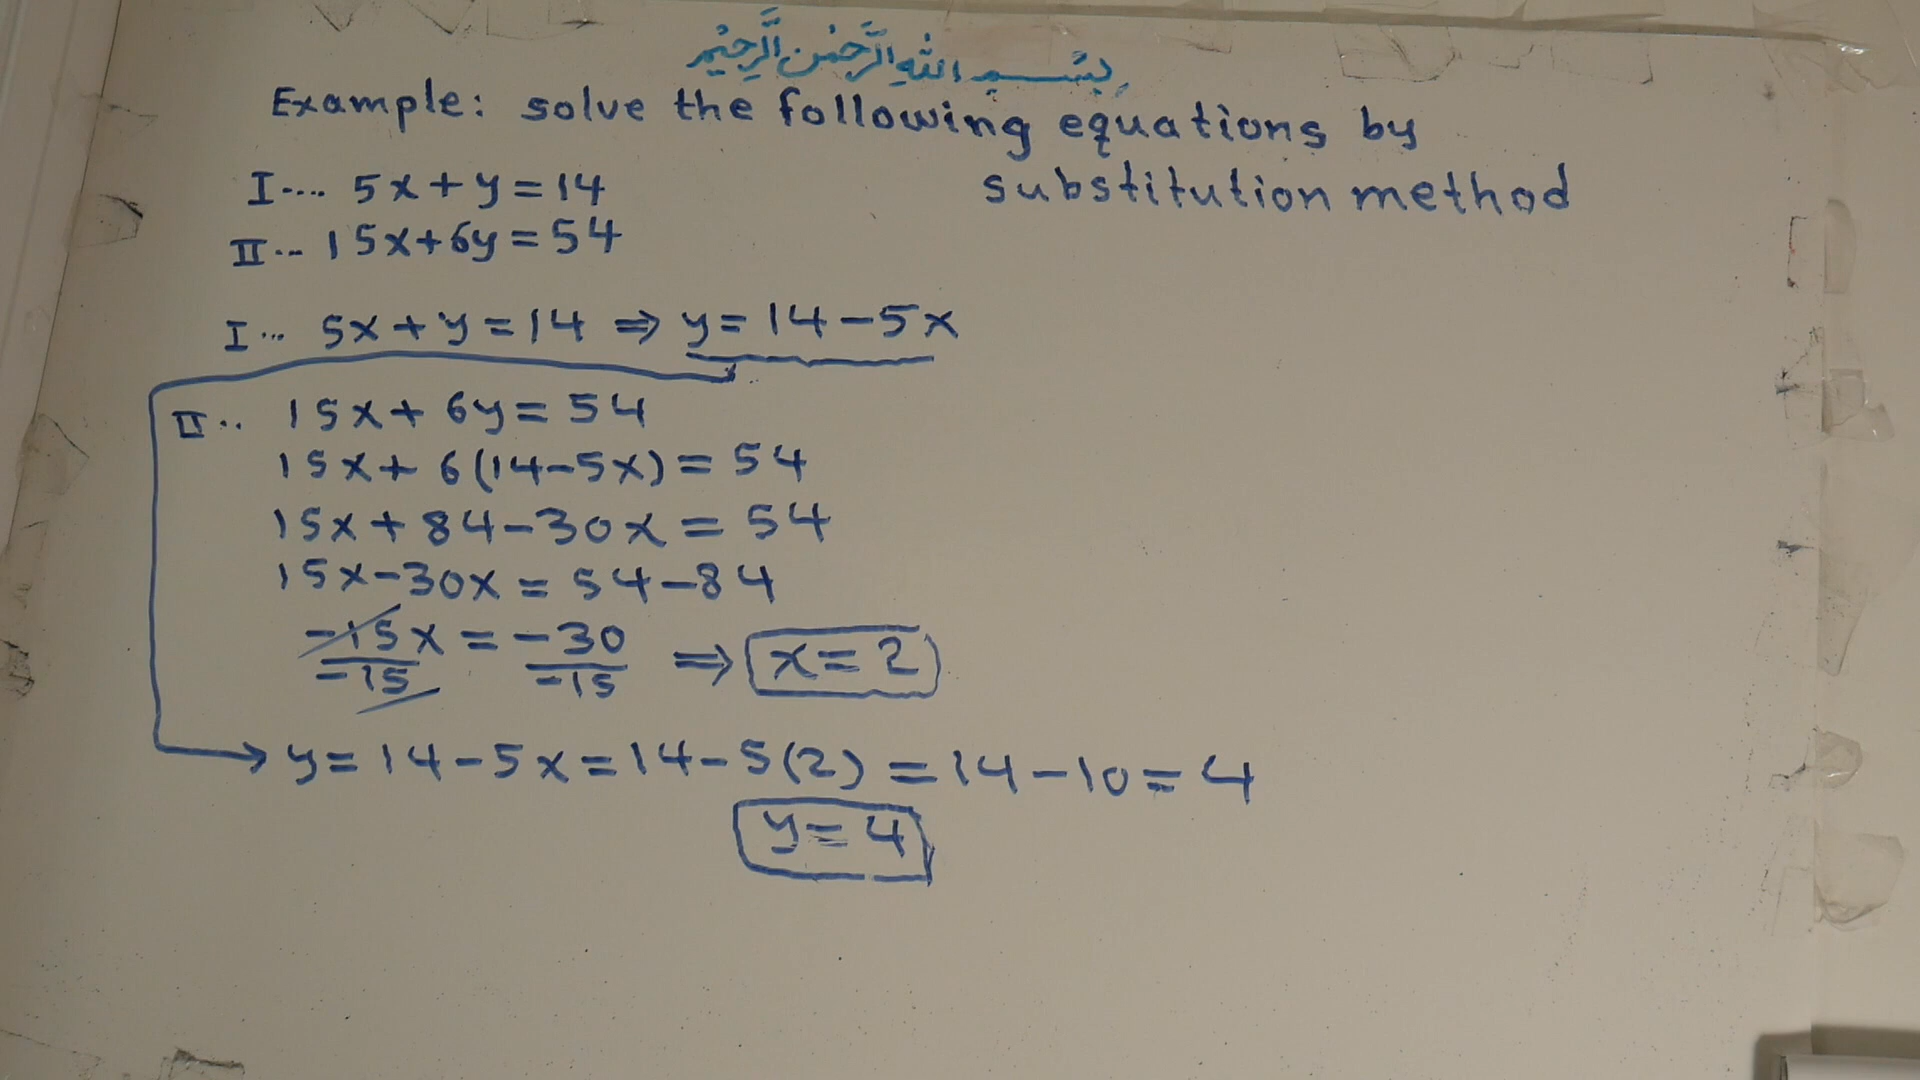 بِسْمِ اللهِ الرَّحْمٰنِ الرَّحِيْمِ
Example: solve the following equations by
substitution method
I.... 5x+y=14
II... 15x+6y=54
I... 5x+y=14 ⇒ y=14-5x
II.. 15x+6y=54
15x+6(14-5x)=54
15x+84-30x=54
15x-30x=54-84
-15x/-15 = -30/-15 ⇒ x=2
y=14-5x=14-5(2)=14-10=4
y=4